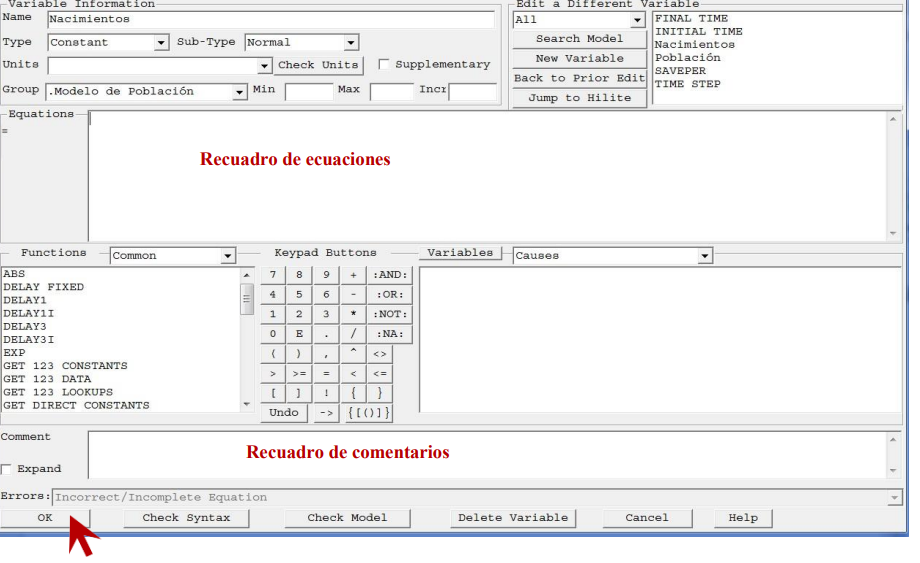 Variable Information
Edit a Different Variable
Name Nacimientos
All
FINAL TIME
INITIAL TIME
Nacimientos
Población
SAVEPER
TIME STEP
Type Constant Sub-Type Normal
Search Model
New Variable
Back to Prior Edit
Jump to Hilite
Units Check Units Supplementary
Group .Modelo de Población Min Max Incr
Equations
=
Recuadro de ecuaciones
Functions Common Keypad Buttons Variables Causes
ABS
DELAY FIXED
DELAY1
DELAY1I
DELAY3
DELAY3I
EXP
GET 123 CONSTANTS
GET 123 DATA
GET 123 LOOKUPS
GET DIRECT CONSTANTS
7 8 9 + :AND:
4 5 6 - :OR:
1 2 3 * :NOT:
0 E . / :NA:
( ) , ^ <>
> >= = < <=
[ ] ! { }
Undo -> {[()]}
Comment
Recuadro de comentarios
Expand
Errors: Incorrect/Incomplete Equation
OK Check Syntax Check Model Delete Variable Cancel Help